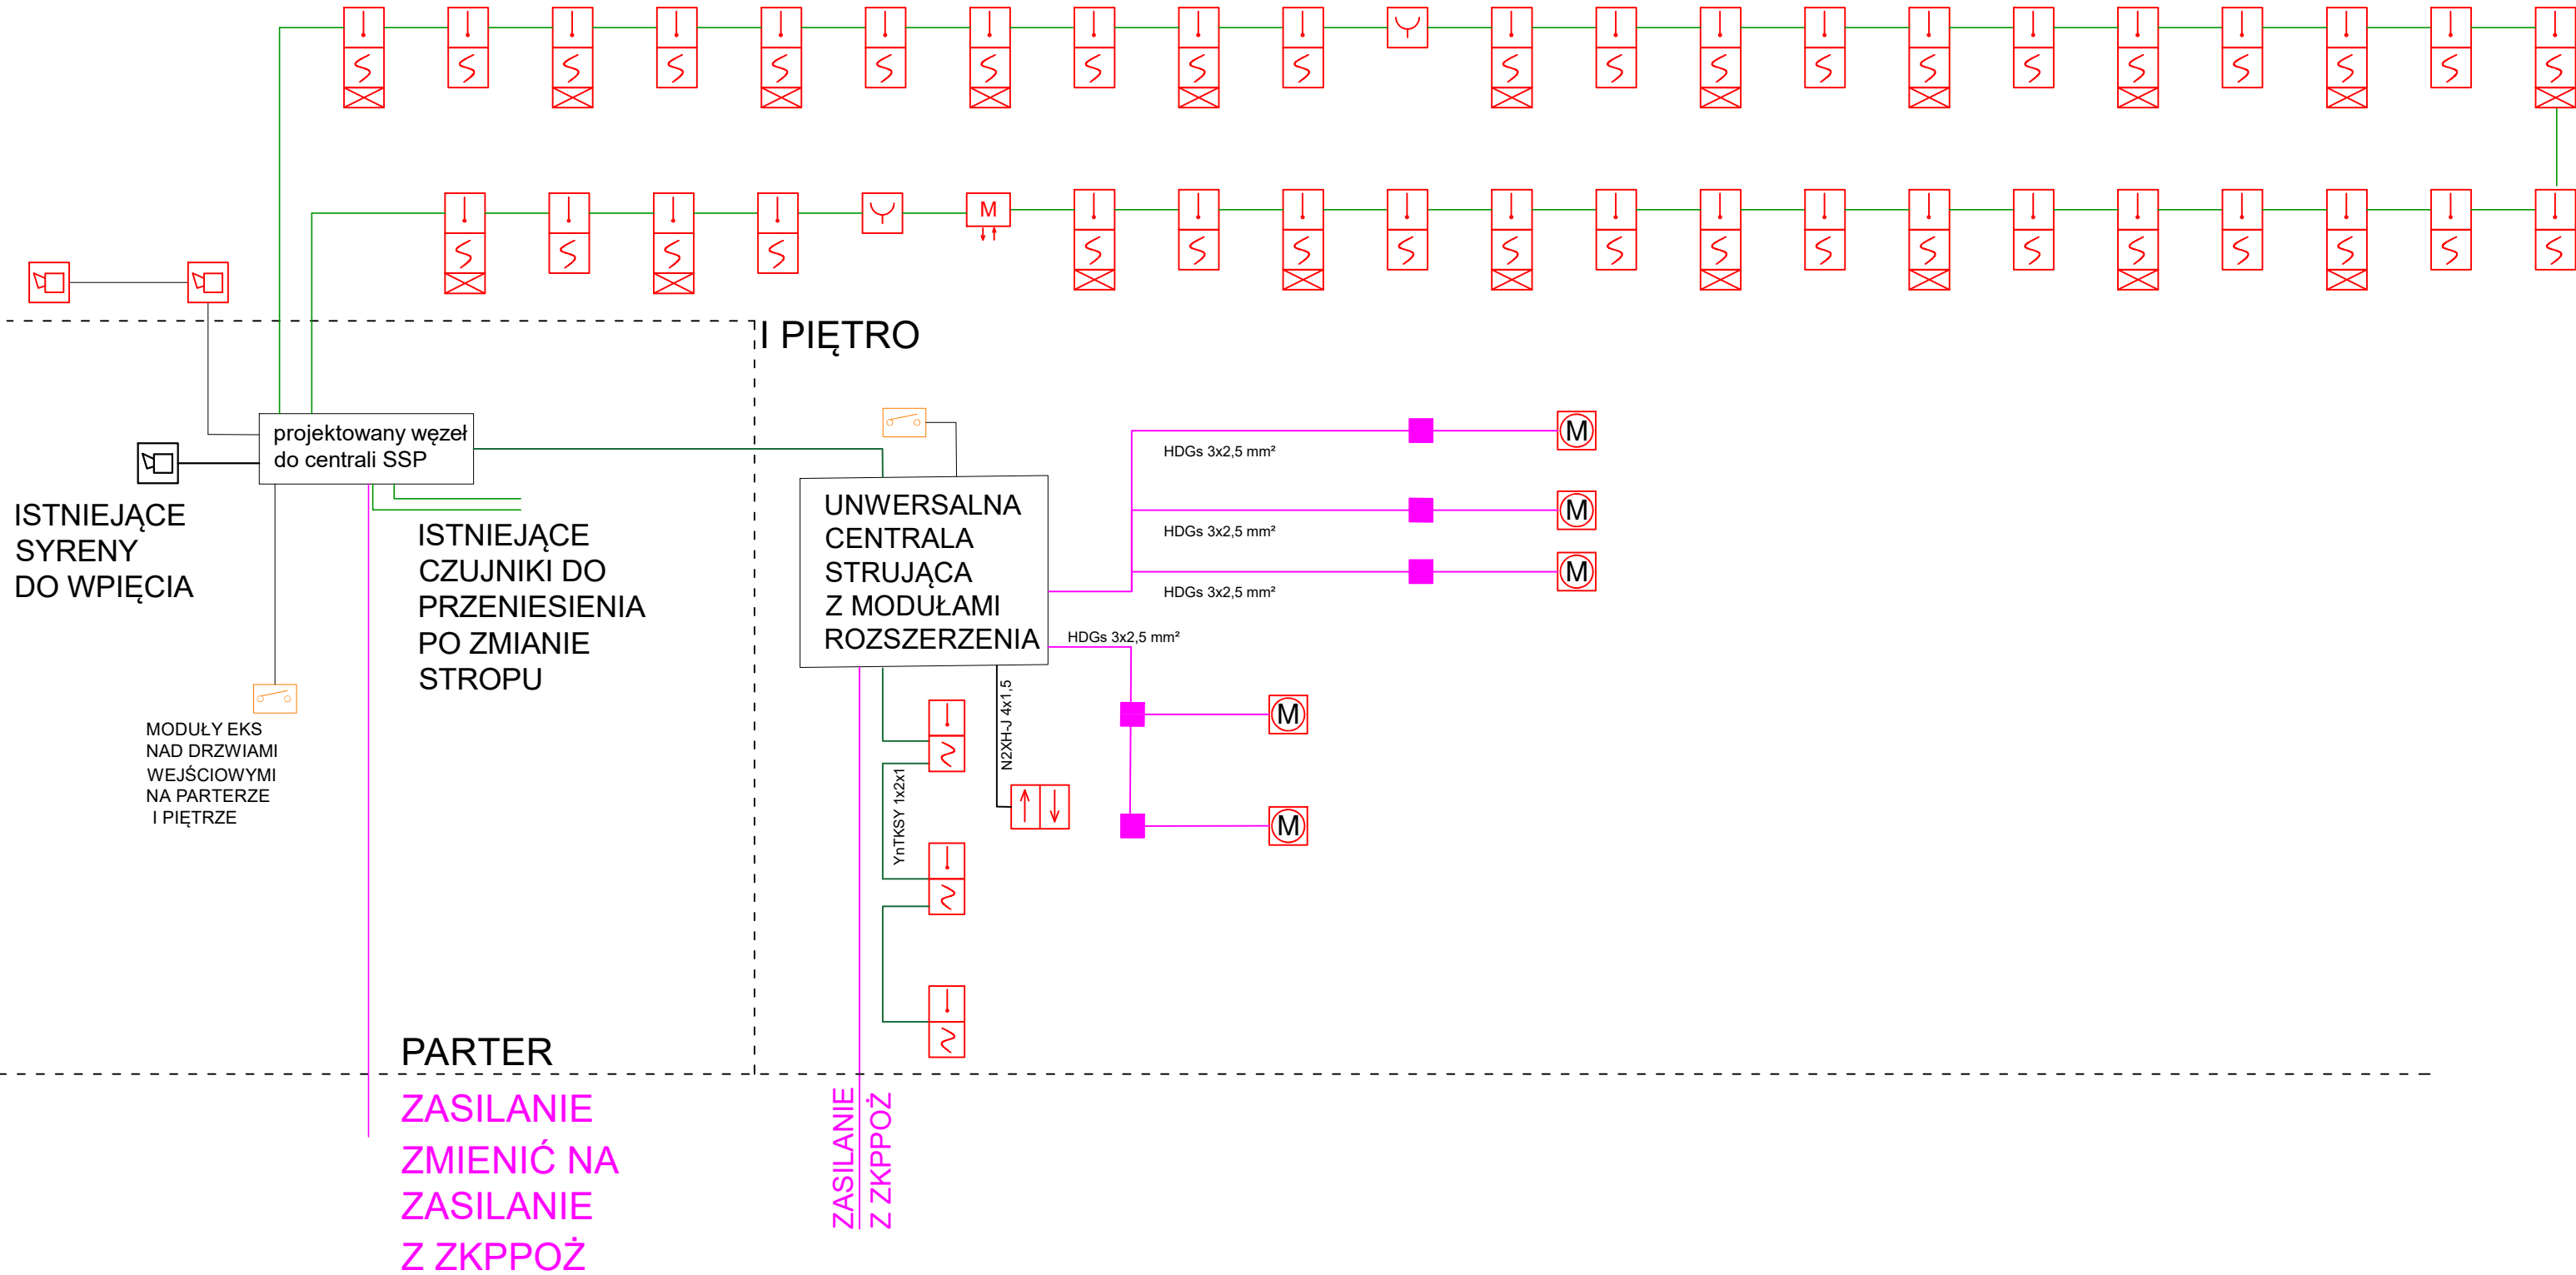 M
I PIĘTRO
projektowany węzeł
do centrali SSP
ISTNIEJĄCE
SYRENY
DO WPIĘCIA
ISTNIEJĄCE
CZUJNIKI DO
PRZENIESIENIA
PO ZMIANIE
STROPU
MODUŁY EKS
NAD DRZWIAMI
WEJŚCIOWYMI
NA PARTERZE
I PIĘTRZE
UNWERSALNA
CENTRALA
STRUJĄCA
Z MODUŁAMI
ROZSZERZENIA
HDGs 3x2,5 mm²
M
HDGs 3x2,5 mm²
M
HDGs 3x2,5 mm²
M
HDGs 3x2,5 mm²
M
M
N2XH-J 4x1,5
YnTKSY 1x2x1
PARTER
ZASILANIE
ZMIENIĆ NA
ZASILANIE
Z ZKPPOŻ
ZASILANIE
Z ZKPPOŻ